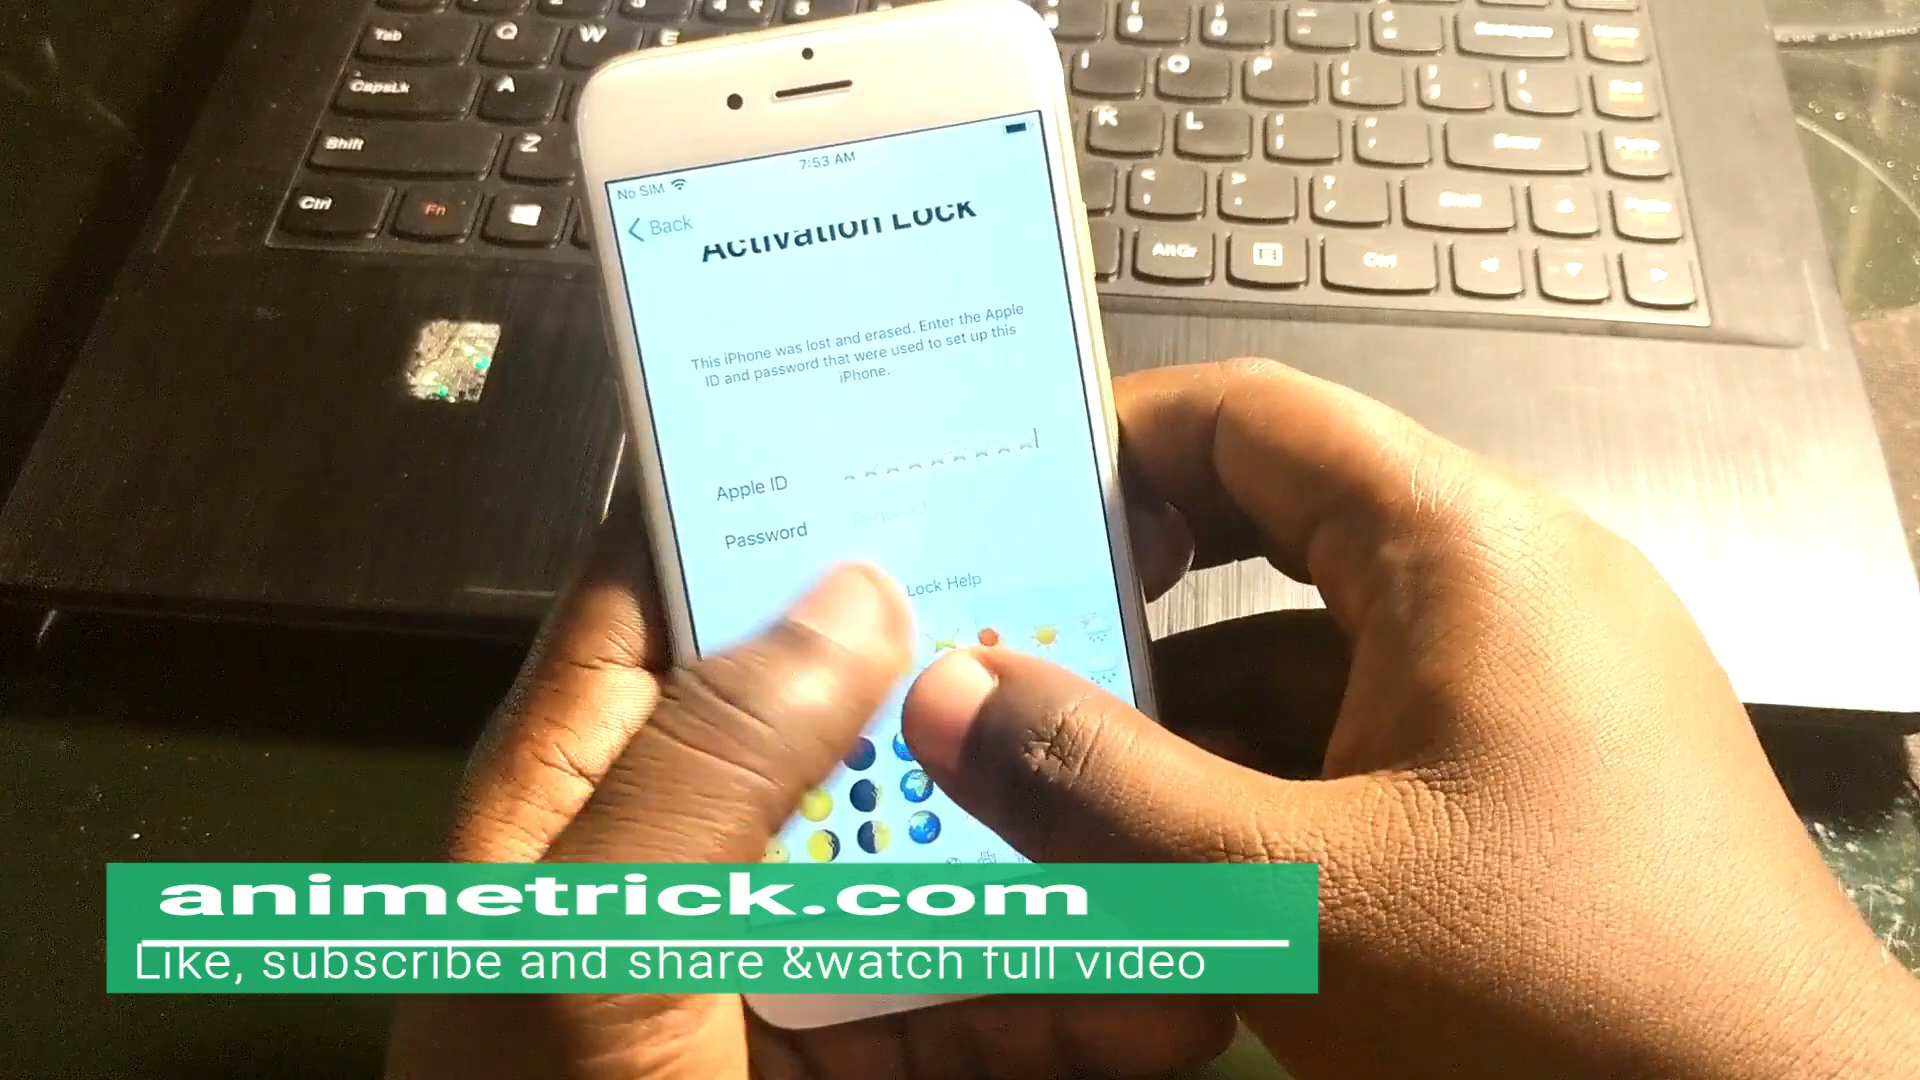 Tab Q W E
CapsLk A
Shift Z
Ctrl Fn
I O P
K L
Enter
AltGr Ctrl
7:53 AM
No SIM
Back
Activation Lock
This iPhone was lost and erased. Enter the Apple
ID and password that were used to set up this
iPhone.
Apple ID
Password Required
Lock Help
animetrick.com
Like, subscribe and share &watch full video